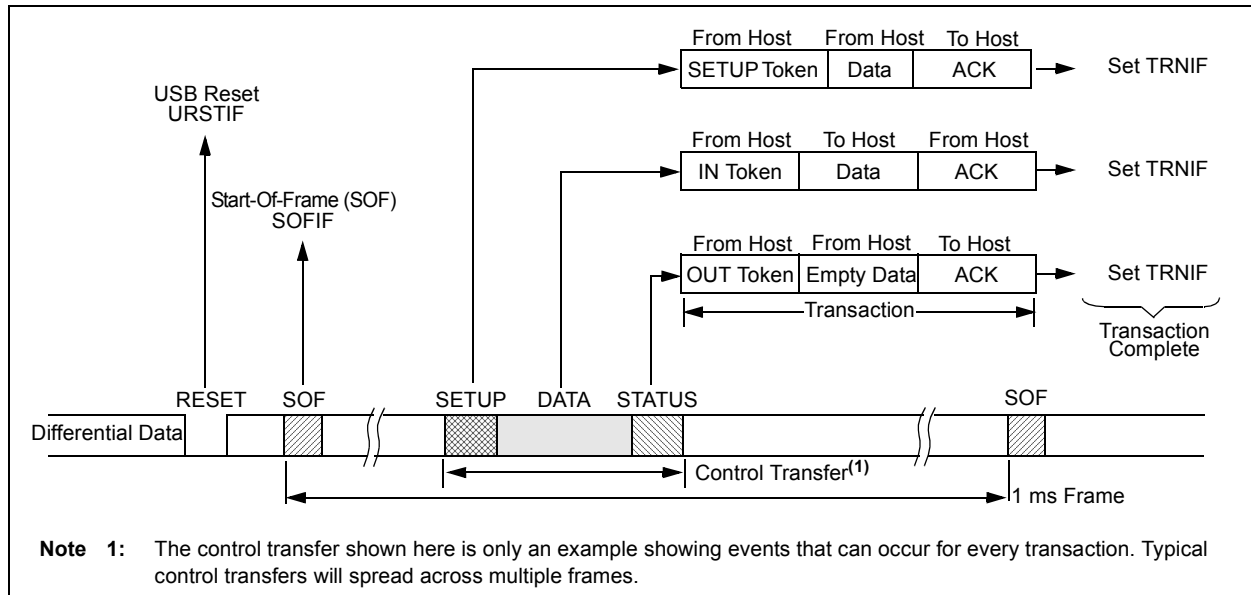 From Host From Host To Host
SETUP Token Data ACK Set TRNIF
USB Reset
URSTIF
From Host To Host From Host
IN Token Data ACK Set TRNIF
Start-Of-Frame (SOF)
SOFIF
From Host From Host To Host
OUT Token Empty Data ACK Set TRNIF
Transaction
Transaction
Complete
RESET SOF SETUP DATA STATUS SOF
Differential Data
Control Transfer(1)
1 ms Frame
Note 1: The control transfer shown here is only an example showing events that can occur for every transaction. Typical
control transfers will spread across multiple frames.